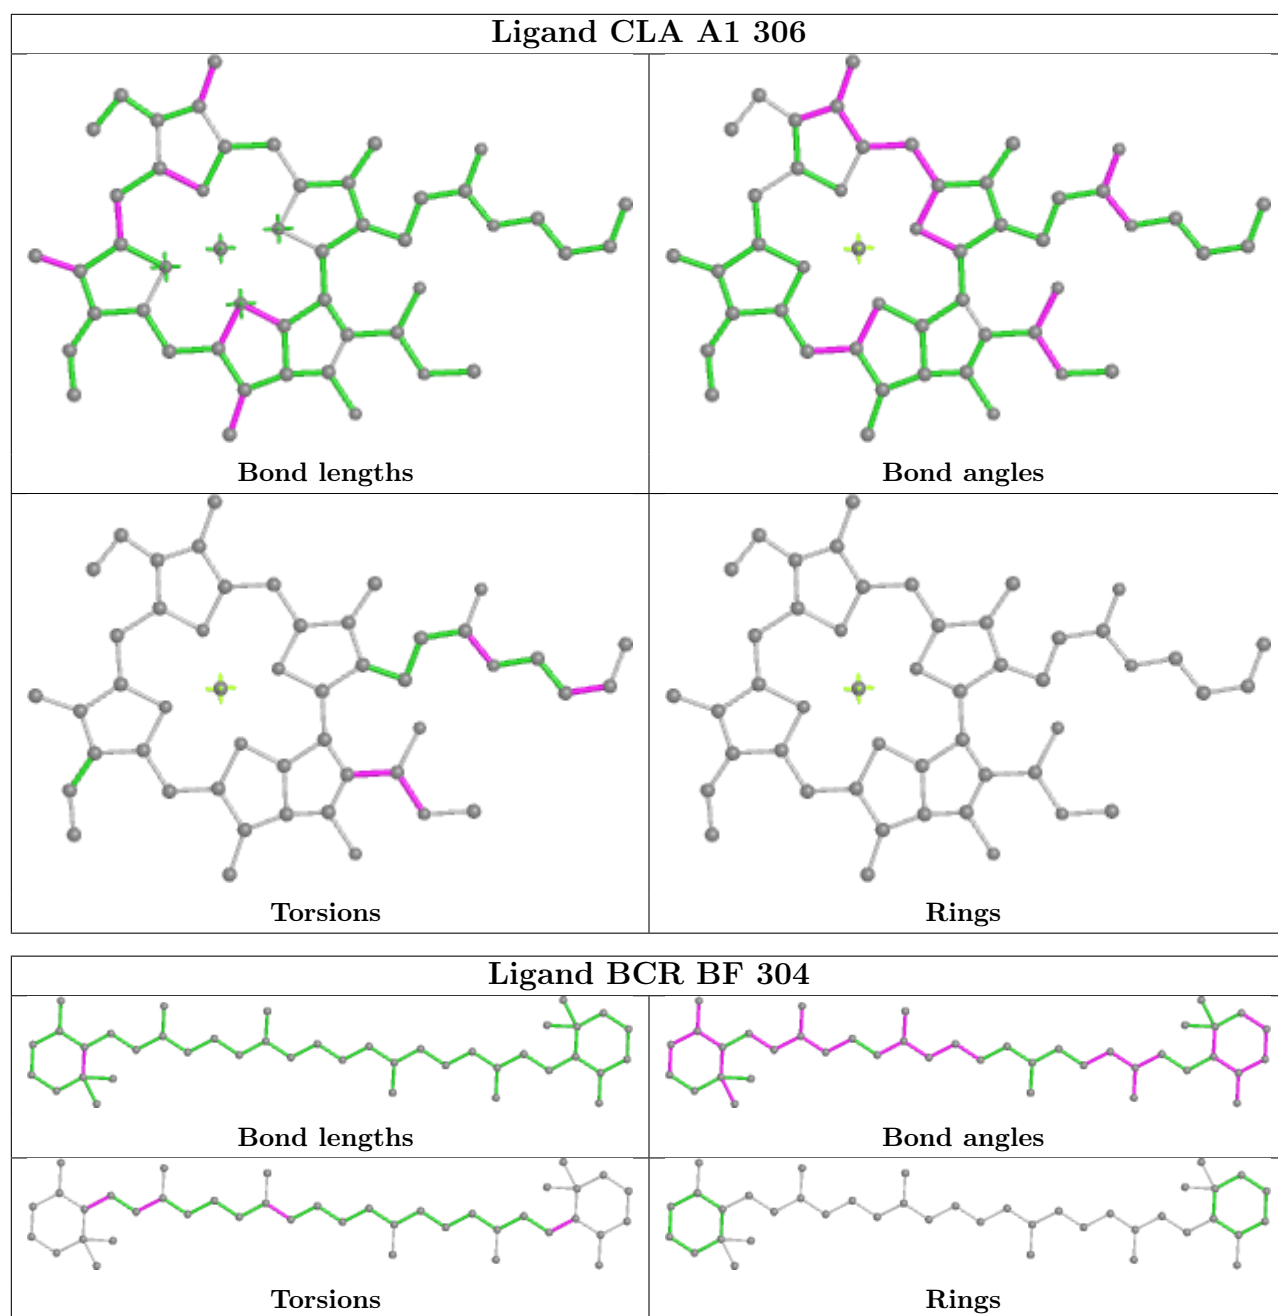 Ligand CLA A1 306
Bond lengths
Bond angles
Torsions
Rings
Ligand BCR BF 304
Bond lengths
Bond angles
Torsions
Rings